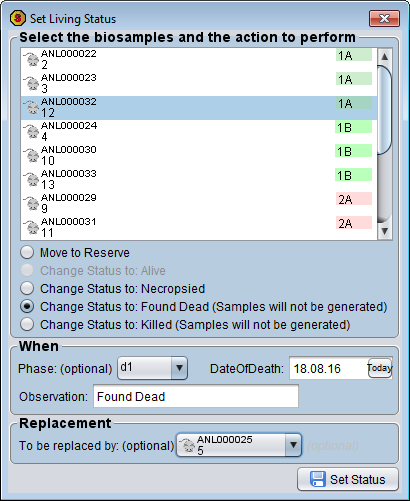 Set Living Status
Select the biosamples and the action to perform
ANL000022 1A
2
ANL000023 1A
3
ANL000032 1A
12
ANL000024 1B
4
ANL000030 1B
10
ANL000033 1B
13
ANL000029 2A
9
ANL000031 2A
11
Move to Reserve
Change Status to: Alive
Change Status to: Necropsied
Change Status to: Found Dead (Samples will not be generated)
Change Status to: Killed (Samples will not be generated)
When
Phase: (optional) d1 DateOfDeath: 18.08.16 Today
Observation: Found Dead
Replacement
To be replaced by: (optional) ANL000025 (optional)
5
Set Status